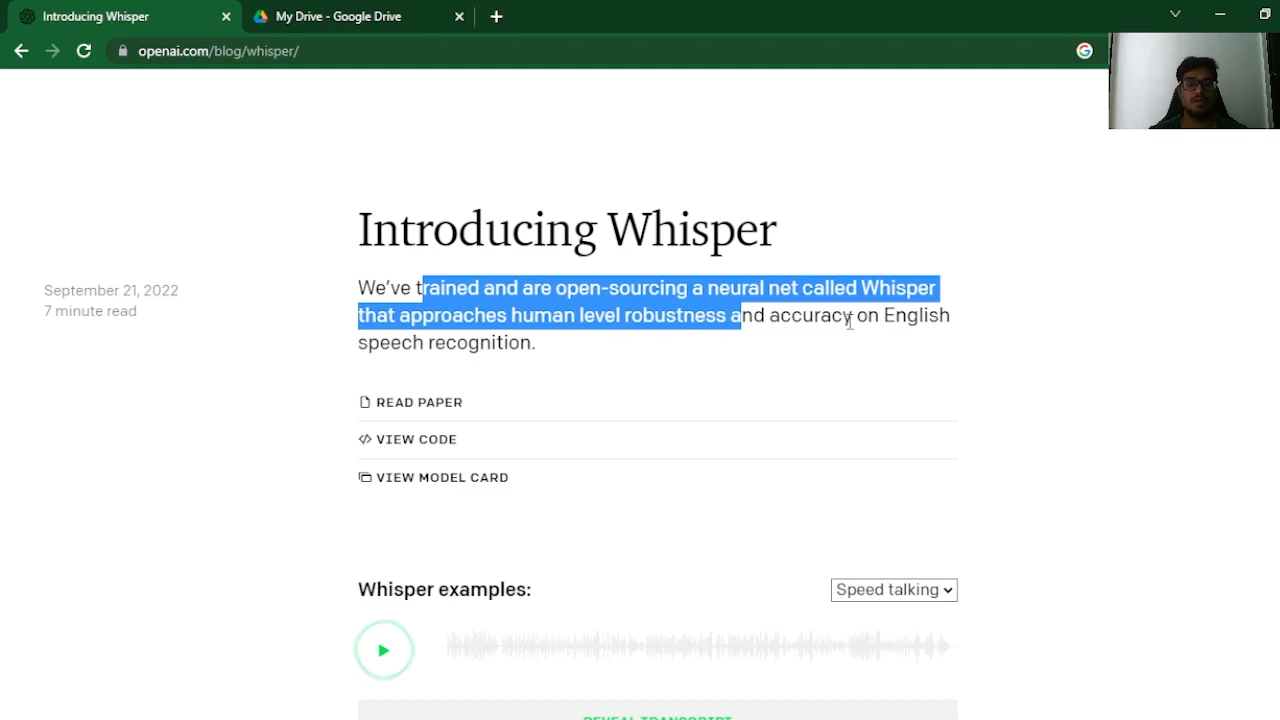 Introducing Whisper
My Drive - Google Drive
openai.com/blog/whisper/
Introducing Whisper
September 21, 2022
7 minute read
We've trained and are open-sourcing a neural net called Whisper
that approaches human level robustness and accuracy on English
speech recognition.
READ PAPER
VIEW CODE
VIEW MODEL CARD
Whisper examples:
Speed talking
REVEAL TRANSCRIPT